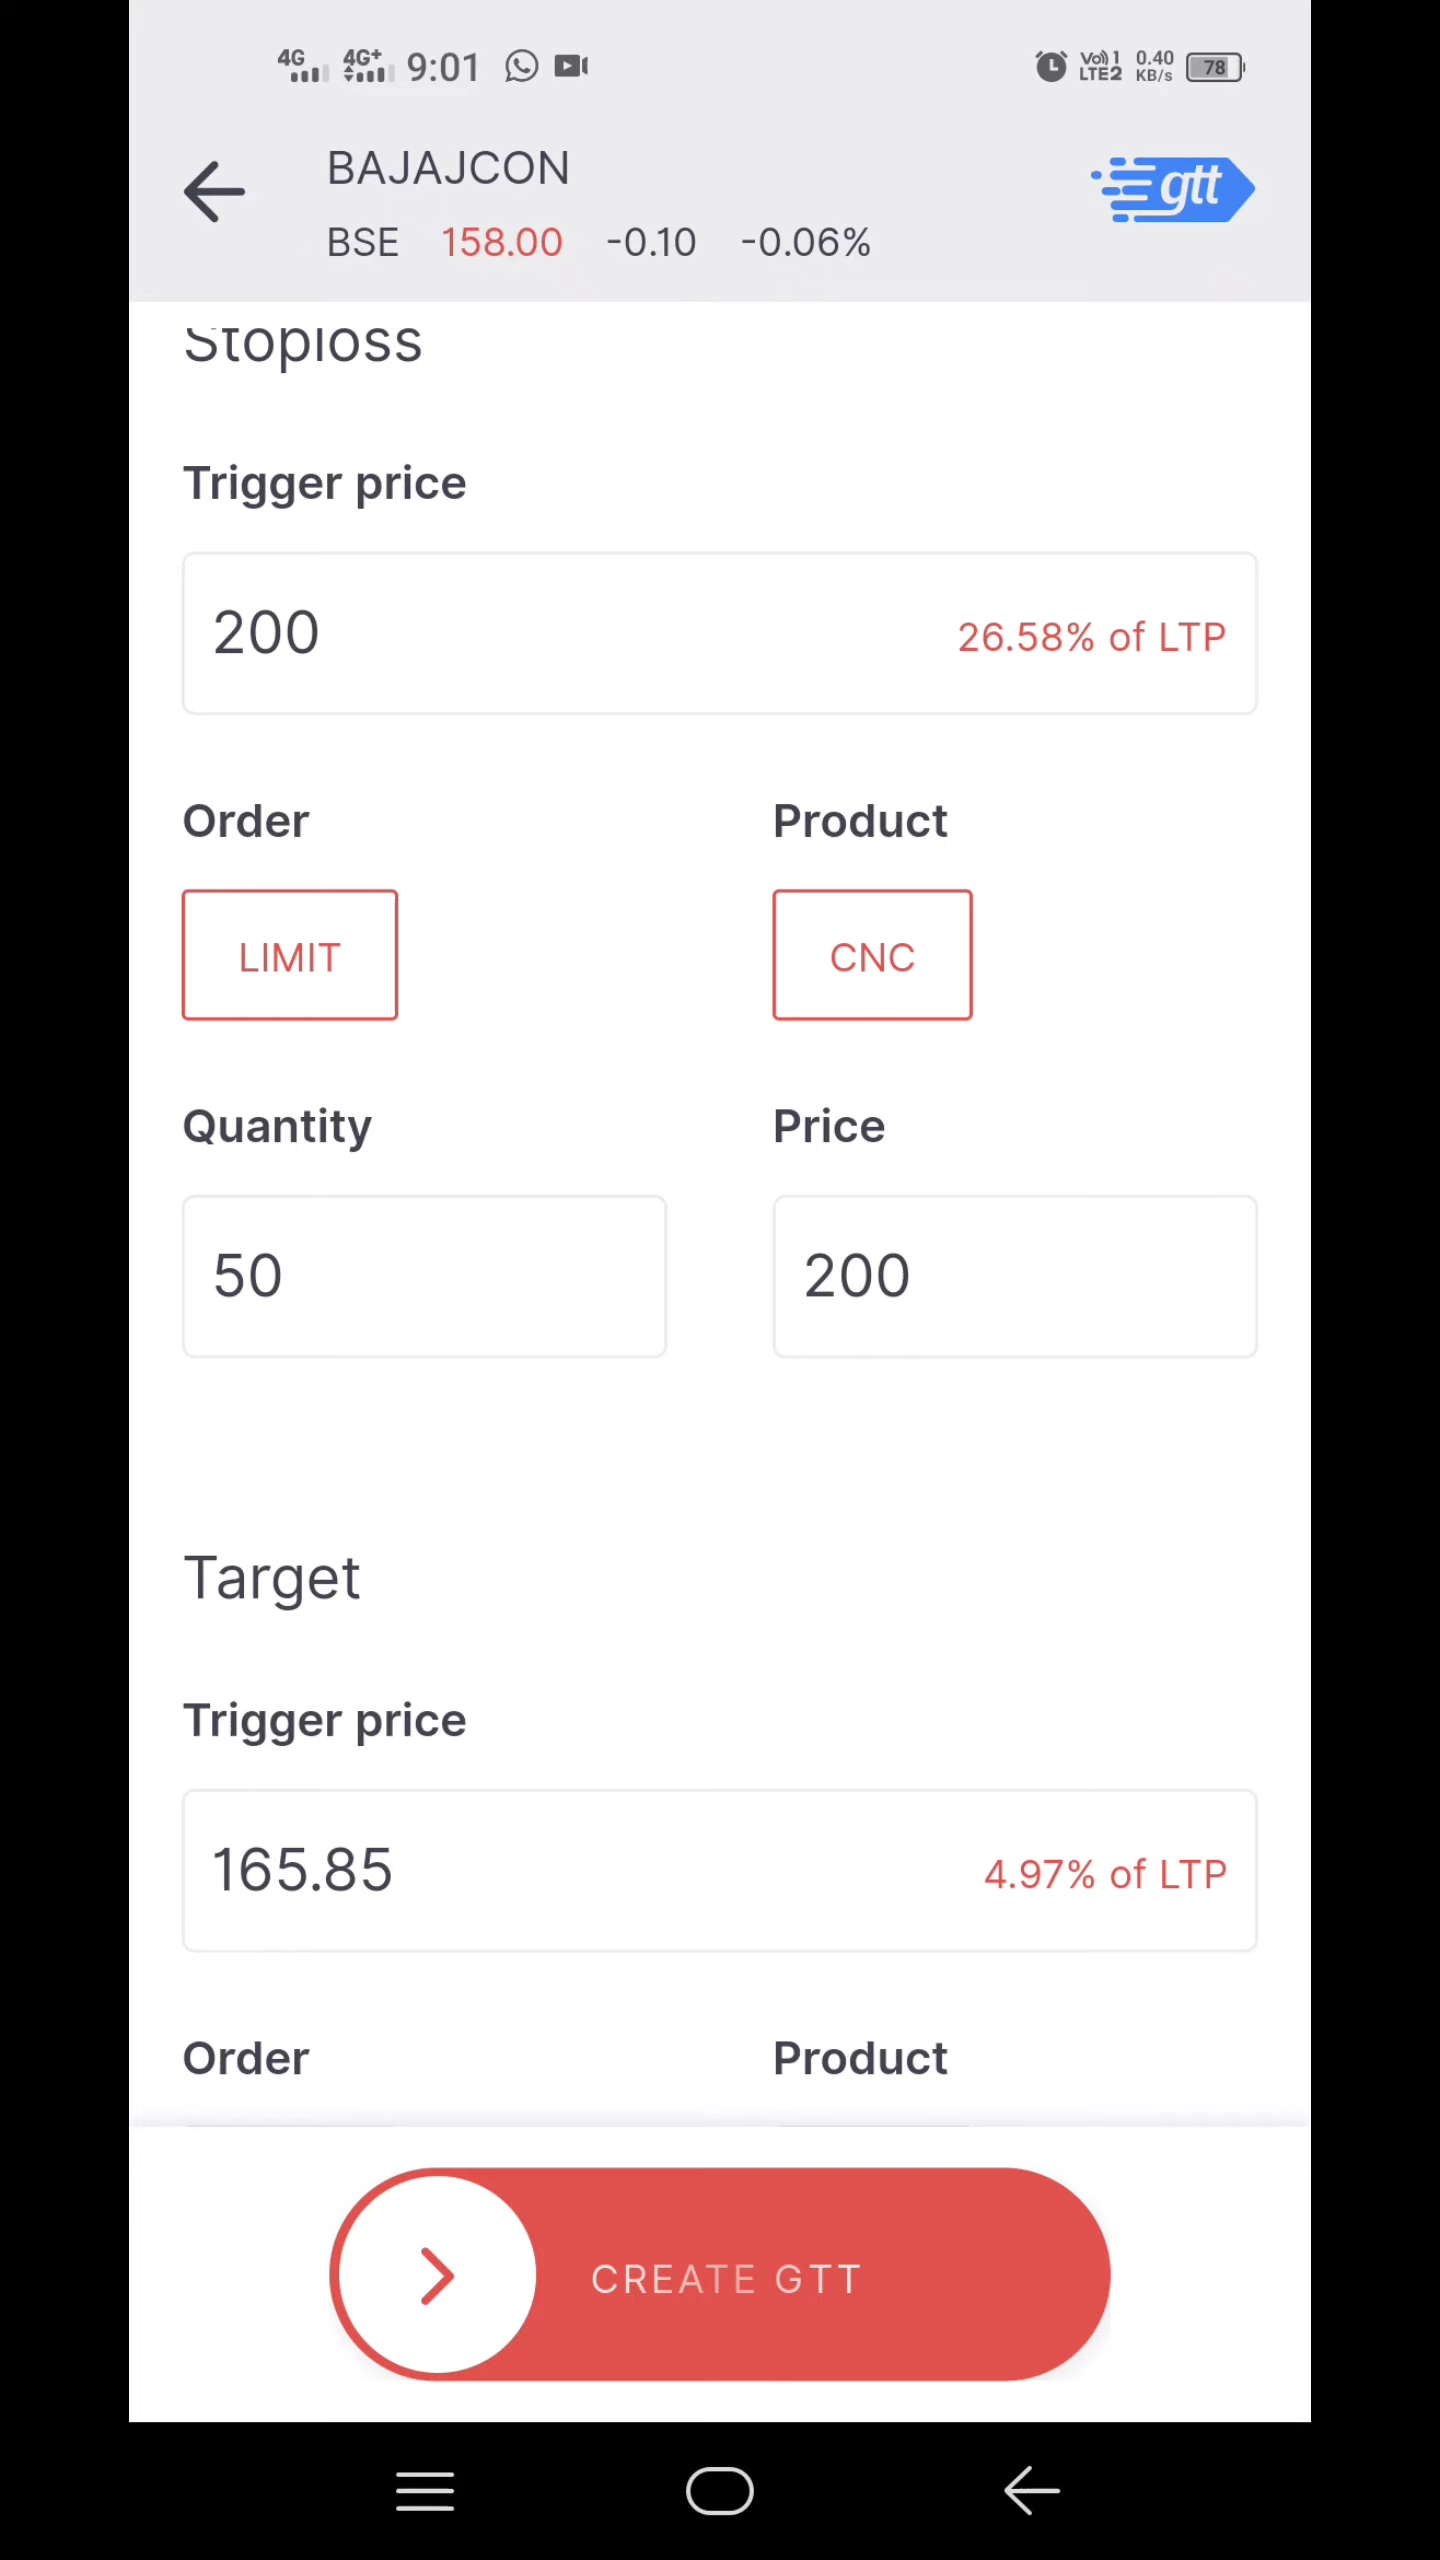 4G 4G+ 9:01 Vo)) 1 LTE2 0.40 KB/s 78
BAJAJCON
gtt
BSE 158.00 -0.10 -0.06%
Stoploss
Trigger price
200 26.58% of LTP
Order Product
LIMIT CNC
Quantity Price
50 200
Target
Trigger price
165.85 4.97% of LTP
Order Product
CREATE GTT